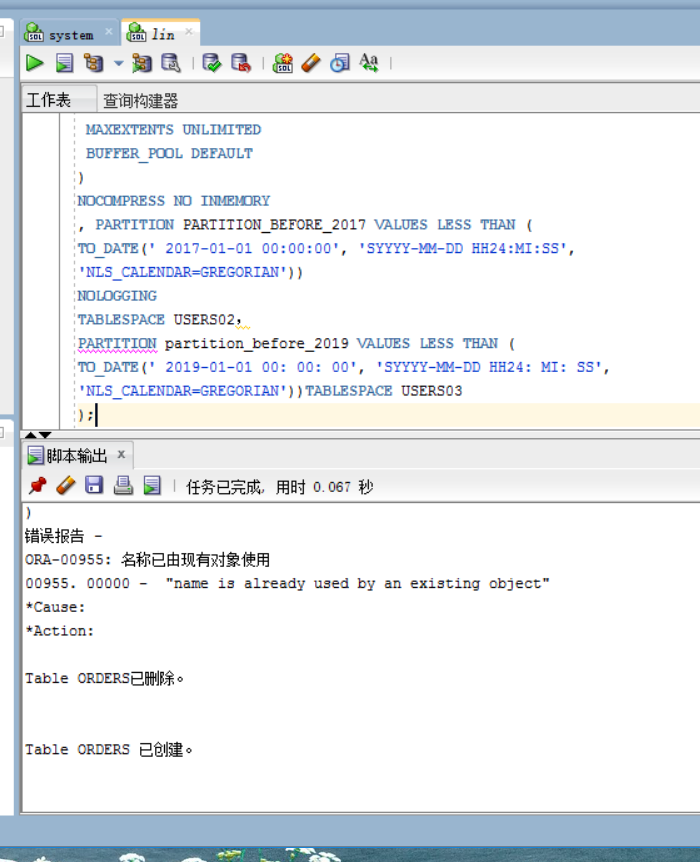 system
lin
工作表 查询构建器
MAXEXTENTS UNLIMITED
BUFFER_POOL DEFAULT
)
NOCOMPRESS NO INMEMORY
, PARTITION PARTITION_BEFORE_2017 VALUES LESS THAN (
TO_DATE(' 2017-01-01 00:00:00', 'SYYYY-MM-DD HH24:MI:SS',
'NLS_CALENDAR=GREGORIAN'))
NOLOGGING
TABLESPACE USERS02，
PARTITION partition_before_2019 VALUES LESS THAN (
TO_DATE(' 2019-01-01 00: 00: 00', 'SYYYY-MM-DD HH24: MI: SS',
'NLS_CALENDAR=GREGORIAN'))TABLESPACE USERS03
);
脚本输出 x
任务已完成, 用时 0.067 秒
)
错误报告 -
ORA-00955: 名称已由现有对象使用
00955. 00000 - "name is already used by an existing object"
*Cause:
*Action:
Table ORDERS已删除。
Table ORDERS 已创建。